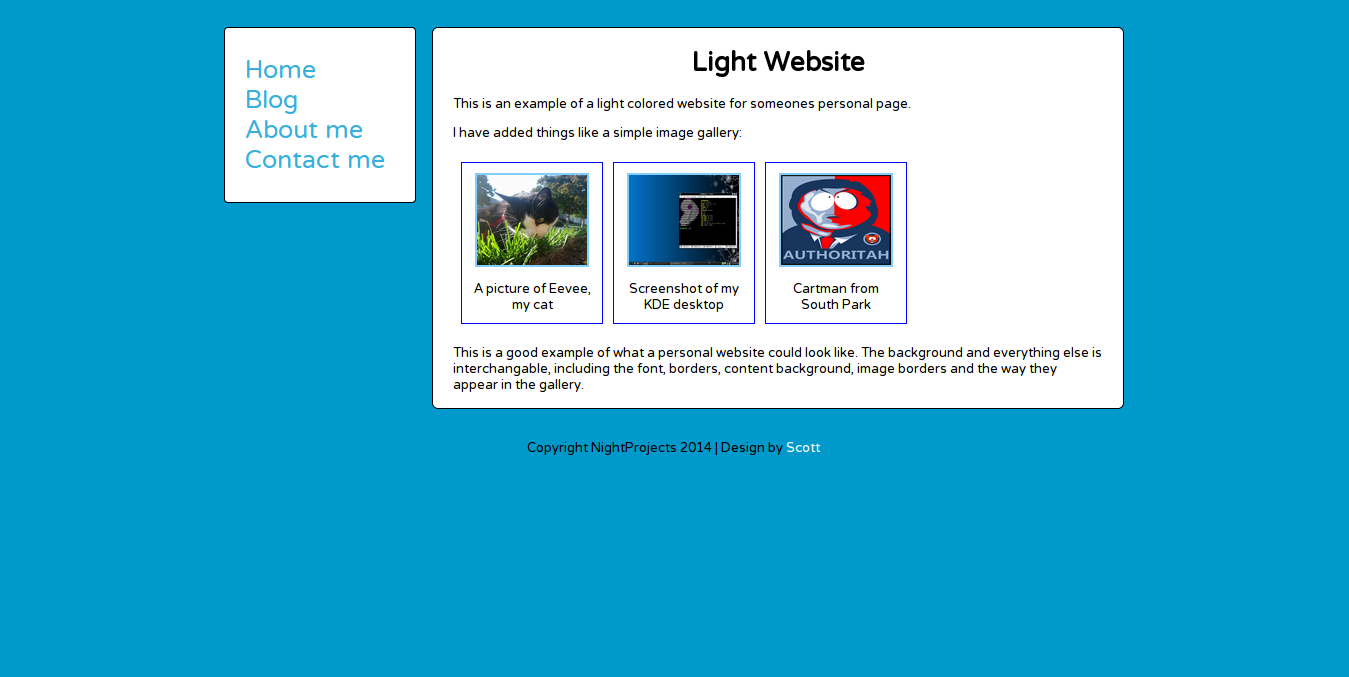 Home
Blog
About me
Contact me
Light Website
This is an example of a light colored website for someones personal page.
I have added things like a simple image gallery:
AUTHORITAH
A picture of Eevee,
my cat
Screenshot of my
KDE desktop
Cartman from
South Park
This is a good example of what a personal website could look like. The background and everything else is
interchangable, including the font, borders, content background, image borders and the way they
appear in the gallery.
Copyright NightProjects 2014 | Design by Scott